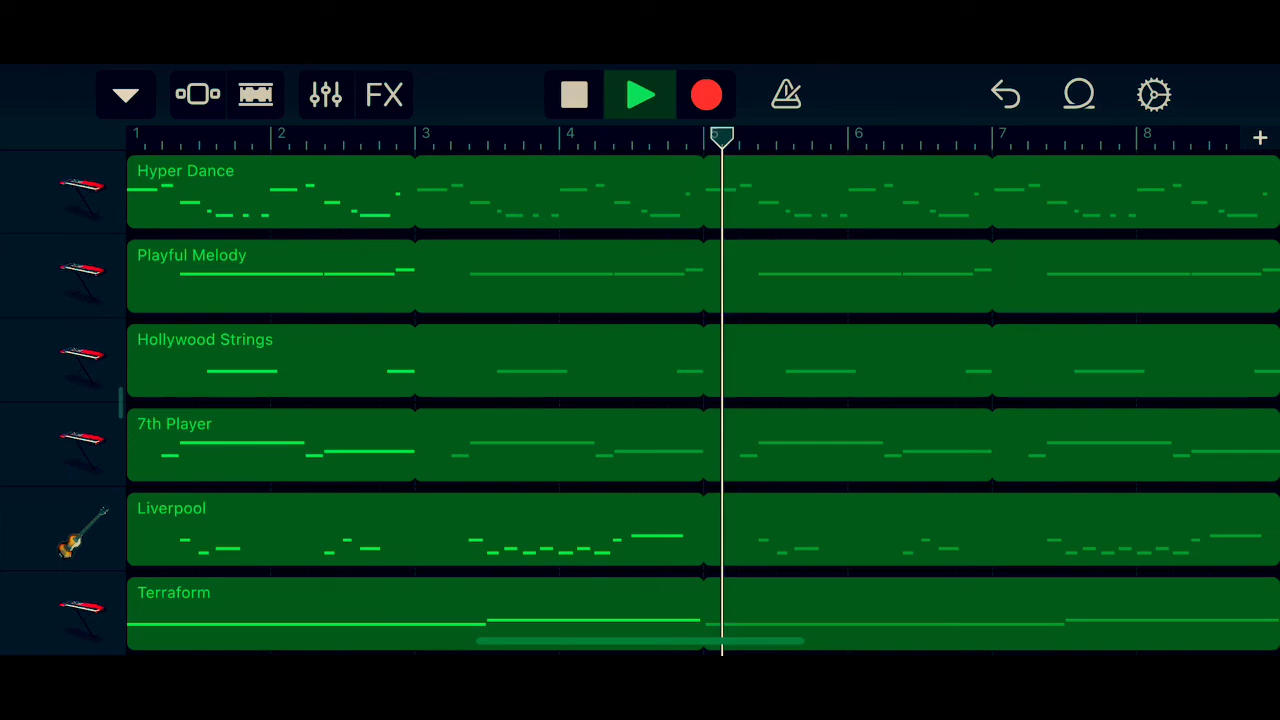 FX
1 2 3 4 5 6 7 8 +
Hyper Dance
Playful Melody
Hollywood Strings
7th Player
Liverpool
Terraform